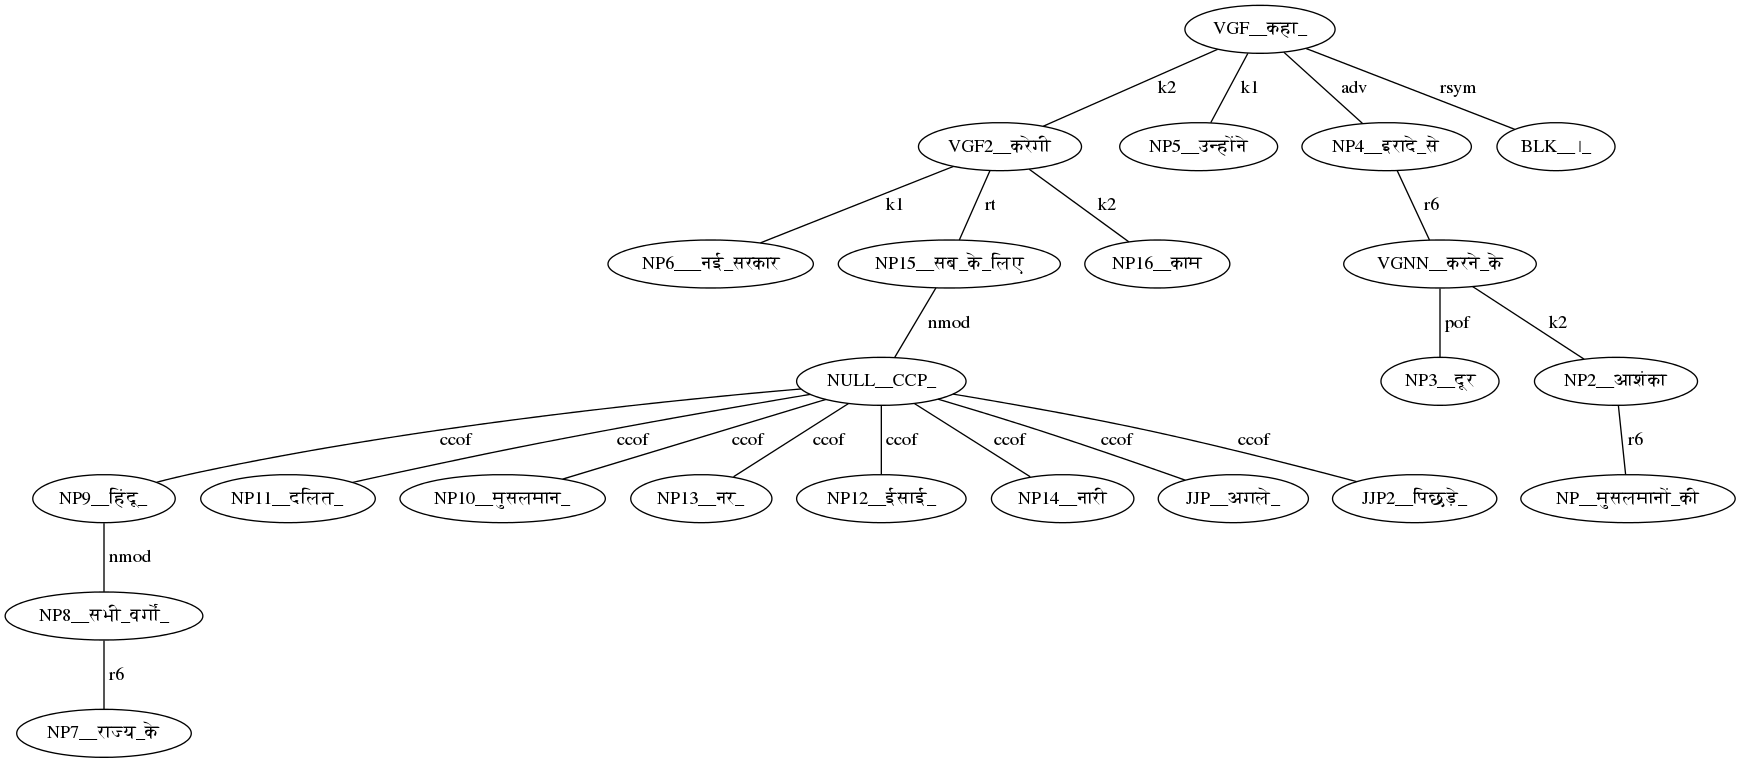 VGF__कहा_
k2 k1 adv rsym
VGF2__करेगी NP5__उन्होंने NP4__इरादे_से BLK__।_
k1 rt k2 r6
NP6___नई_सरकार NP15__सब_के_लिए NP16__काम VGNN__करने_के
nmod pof k2
NULL__CCP_ NP3__दूर NP2__आशंका
ccof ccof ccof ccof ccof ccof ccof ccof r6
NP9__हिंदू_ NP11__दलित_ NP10__मुसलमान_ NP13__नर_ NP12__ईसाई_ NP14__नारी JJP__अगले_ JJP2__पिछड़े_ NP__मुसलमानों_की
nmod
NP8__सभी_वर्गों_
r6
NP7__राज्य_के